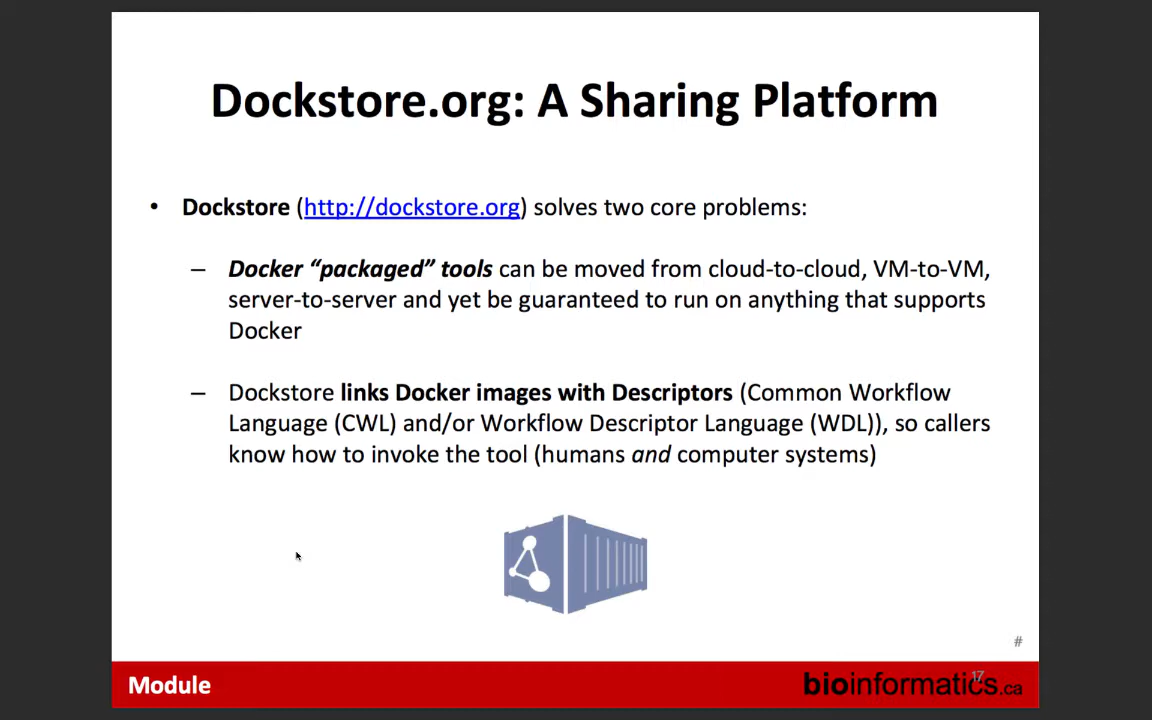 Dockstore.org: A Sharing Platform
• Dockstore (http://dockstore.org) solves two core problems:
– Docker “packaged” tools can be moved from cloud-to-cloud, VM-to-VM,
server-to-server and yet be guaranteed to run on anything that supports
Docker
– Dockstore links Docker images with Descriptors (Common Workflow
Language (CWL) and/or Workflow Descriptor Language (WDL)), so callers
know how to invoke the tool (humans and computer systems)
#
Module
17
bioinformatics.ca